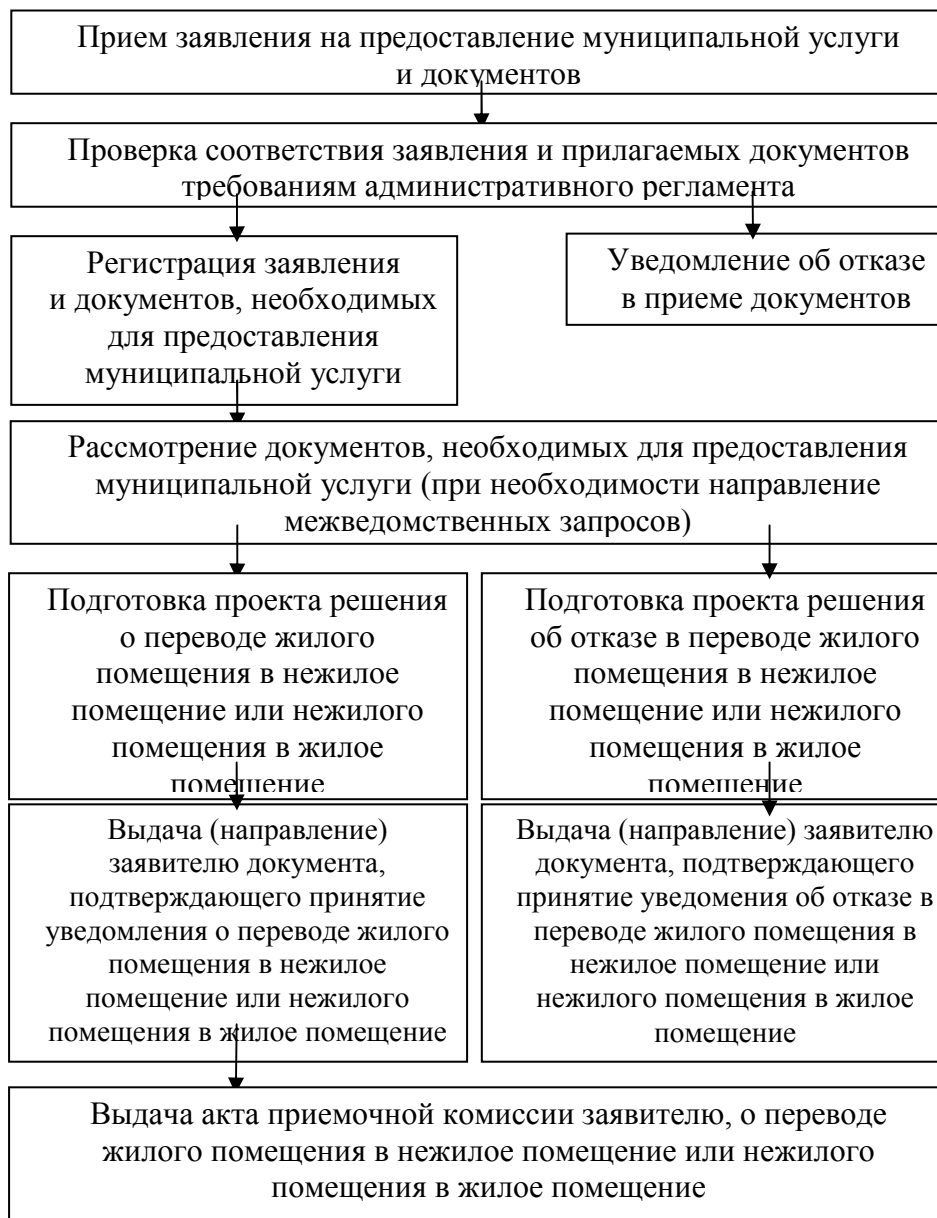 Прием заявления на предоставление муниципальной услуги
и документов
Проверка соответствия заявления и прилагаемых документов
требованиям административного регламента
Регистрация заявления
и документов, необходимых
для предоставления
муниципальной услуги
Уведомление об отказе
в приеме документов
Рассмотрение документов, необходимых для предоставления
муниципальной услуги (при необходимости направление
межведомственных запросов)
Подготовка проекта решения
о переводе жилого
помещения в нежилое
помещение или нежилого
помещения в жилое
помещение
Подготовка проекта решения
об отказе в переводе жилого
помещения в нежилое
помещение или нежилого
помещения в жилое
помещение
Выдача (направление)
заявителю документа,
подтверждающего принятие
уведомления о переводе жилого
помещения в нежилое
помещение или нежилого
помещения в жилое помещение
Выдача (направление) заявителю
документа, подтверждающего
принятие уведомления об отказе в
переводе жилого помещения в
нежилое помещение или
нежилого помещения в жилое
помещение
Выдача акта приемочной комиссии заявителю, о переводе
жилого помещения в нежилое помещение или нежилого
помещения в жилое помещение